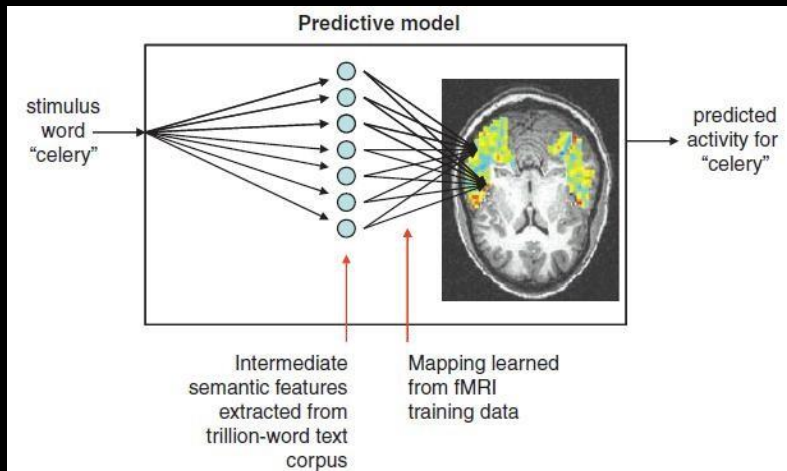 Predictive model
stimulus
word
"celery"
predicted
activity for
"celery"
Intermediate
semantic features
extracted from
trillion-word text
corpus
Mapping learned
from fMRI
training data